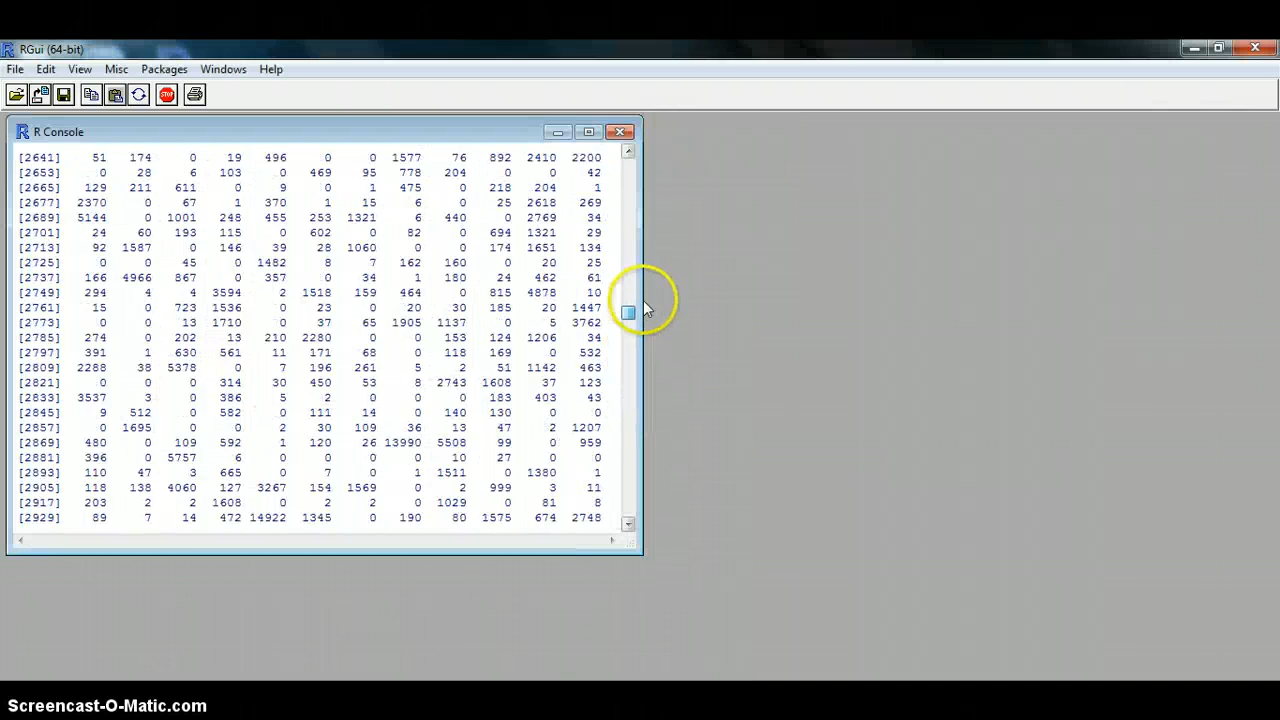 RGui (64-bit)
File Edit View Misc Packages Windows Help
STOP
R Console
[2641] 51 174 0 19 496 0 0 1577 76 892 2410 2200
[2653] 0 28 6 103 0 469 95 778 204 0 0 42
[2665] 129 211 611 0 9 0 1 475 0 218 204 1
[2677] 2370 0 67 1 370 1 15 6 0 25 2618 269
[2689] 5144 0 1001 248 455 253 1321 6 440 0 2769 34
[2701] 24 60 193 115 0 602 0 82 0 694 1321 29
[2713] 92 1587 0 146 39 28 1060 0 0 174 1651 134
[2725] 0 0 45 0 1482 8 7 162 160 0 20 25
[2737] 166 4966 867 0 357 0 34 1 180 24 462 61
[2749] 294 4 4 3594 2 1518 159 464 0 815 4878 10
[2761] 15 0 723 1536 0 23 0 20 30 185 20 1447
[2773] 0 0 13 1710 0 37 65 1905 1137 0 5 3762
[2785] 274 0 202 13 210 2280 0 0 153 124 1206 34
[2797] 391 1 630 561 11 171 68 0 118 169 0 532
[2809] 2288 38 5378 0 7 196 261 5 2 51 1142 463
[2821] 0 0 0 314 30 450 53 8 2743 1608 37 123
[2833] 3537 3 0 386 5 2 0 0 0 183 403 43
[2845] 9 512 0 582 0 111 14 0 140 130 0 0
[2857] 0 1695 0 0 2 30 109 36 13 47 2 1207
[2869] 480 0 109 592 1 120 26 13990 5508 99 0 959
[2881] 396 0 5757 6 0 0 0 0 10 27 0 0
[2893] 110 47 3 665 0 7 0 1 1511 0 1380 1
[2905] 118 138 4060 127 3267 154 1569 0 2 999 3 11
[2917] 203 2 2 1608 0 2 2 0 1029 0 81 8
[2929] 89 7 14 472 14922 1345 0 190 80 1575 674 2748
Screencast-O-Matic.com